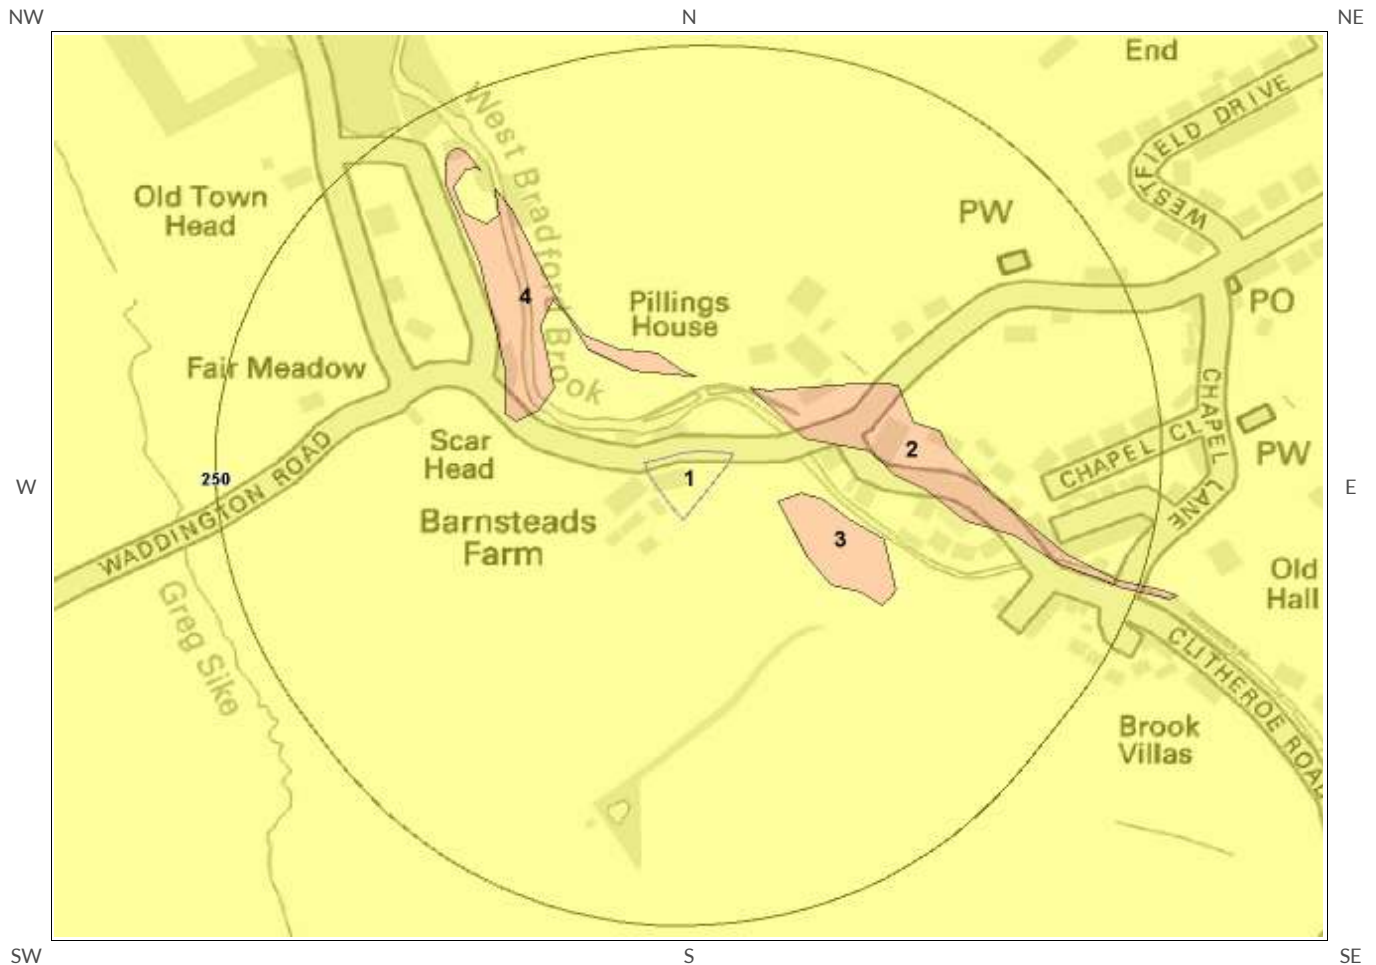 NW
N
NE
End
WESTFIELD DRIVE
West Bradford Brook
Old Town
Head
PW
Pillings
House
PO
4
Fair Meadow
CHAPEL LANE
CHAPEL CL
PW
Scar
Head
2
W
250
1
E
WADDINGTON ROAD
Barnsteads
Farm
3
Old
Hall
Greg Sike
CLITHEROE ROAD
Brook
Villas
SW
S
SE